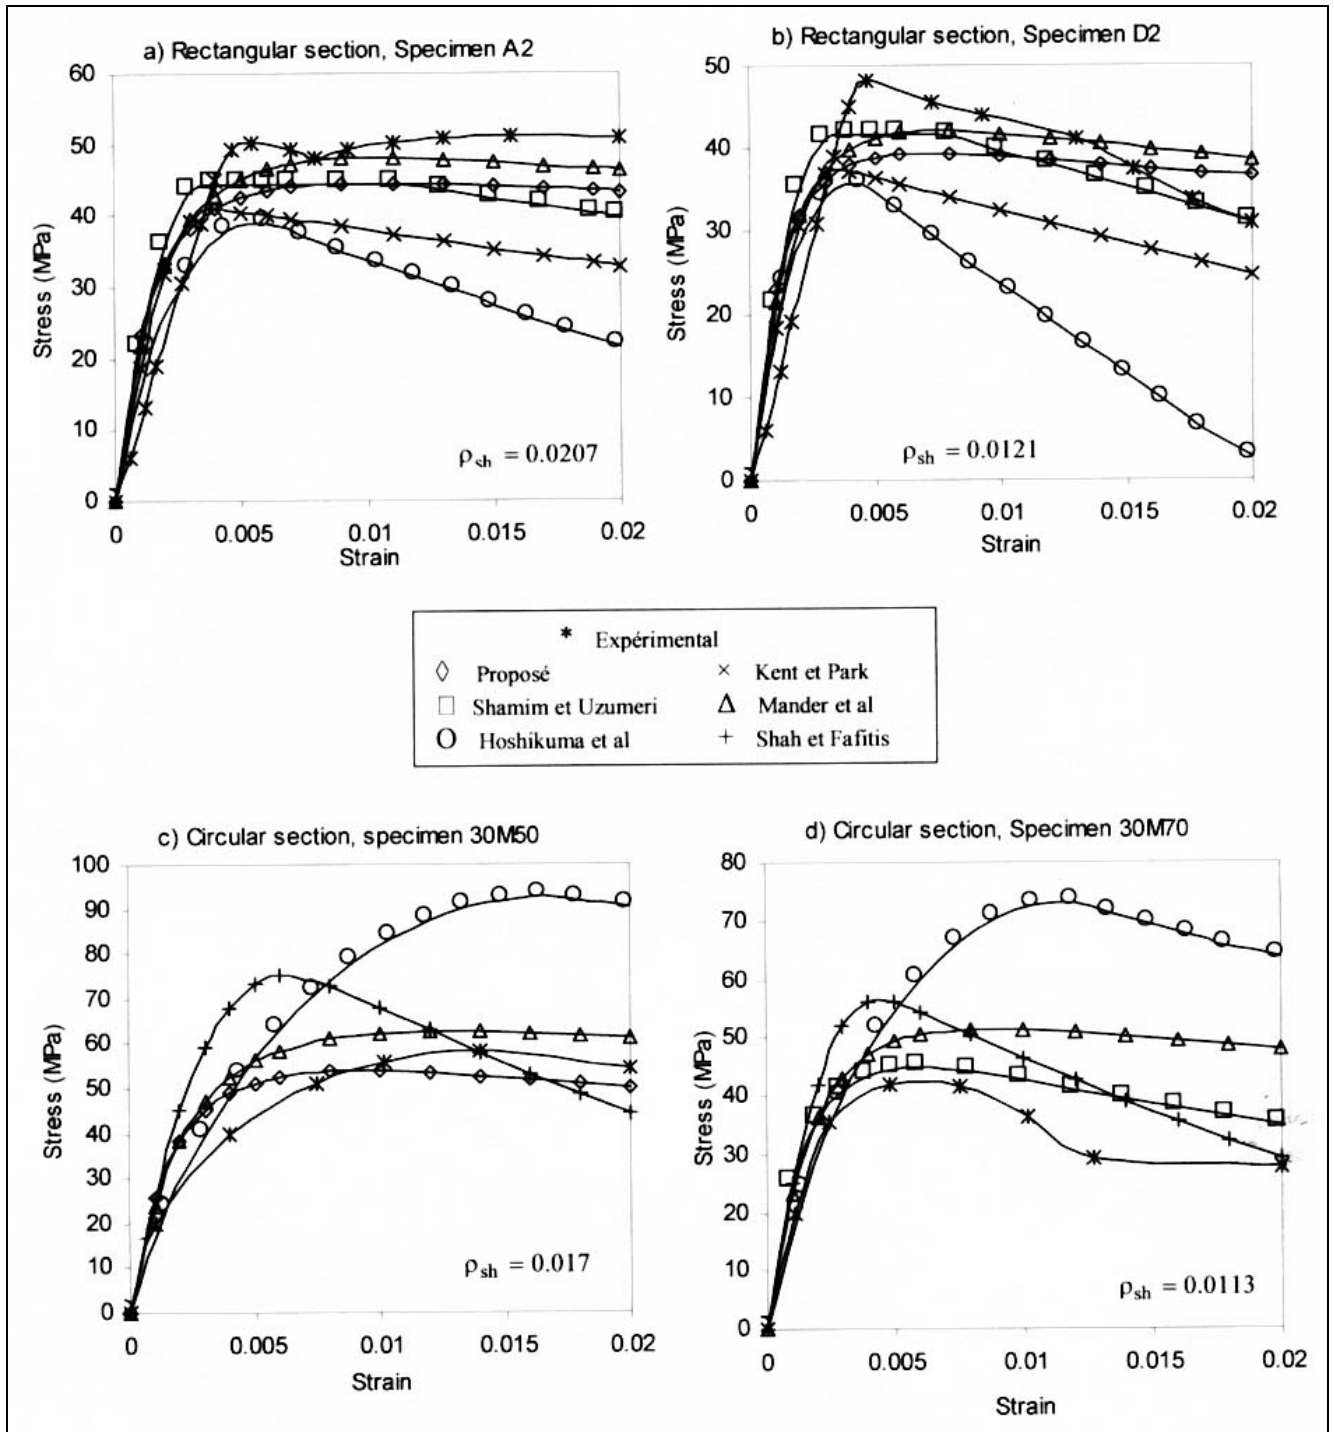 a) Rectangular section, Specimen A2
60
50
40
30
20
10
0
Stress (MPa)
ρsh = 0.0207
0 0.005 0.01 0.015 0.02
Strain
b) Rectangular section, Specimen D2
50
40
30
20
10
0
Stress (MPa)
ρsh = 0.0121
0 0.005 0.01 0.015 0.02
Strain
Expérimental
Proposé
Kent et Park
Shamim et Uzumeri
Mander et al
Hoshikuma et al
Shah et Fafitis
c) Circular section, specimen 30M50
100
90
80
70
60
50
40
30
20
10
0
Stress (MPa)
ρsh = 0.017
0 0.005 0.01 0.015 0.02
Strain
d) Circular section, Specimen 30M70
80
70
60
50
40
30
20
10
0
Stress (MPa)
ρsh = 0.0113
0 0.005 0.01 0.015 0.02
Strain